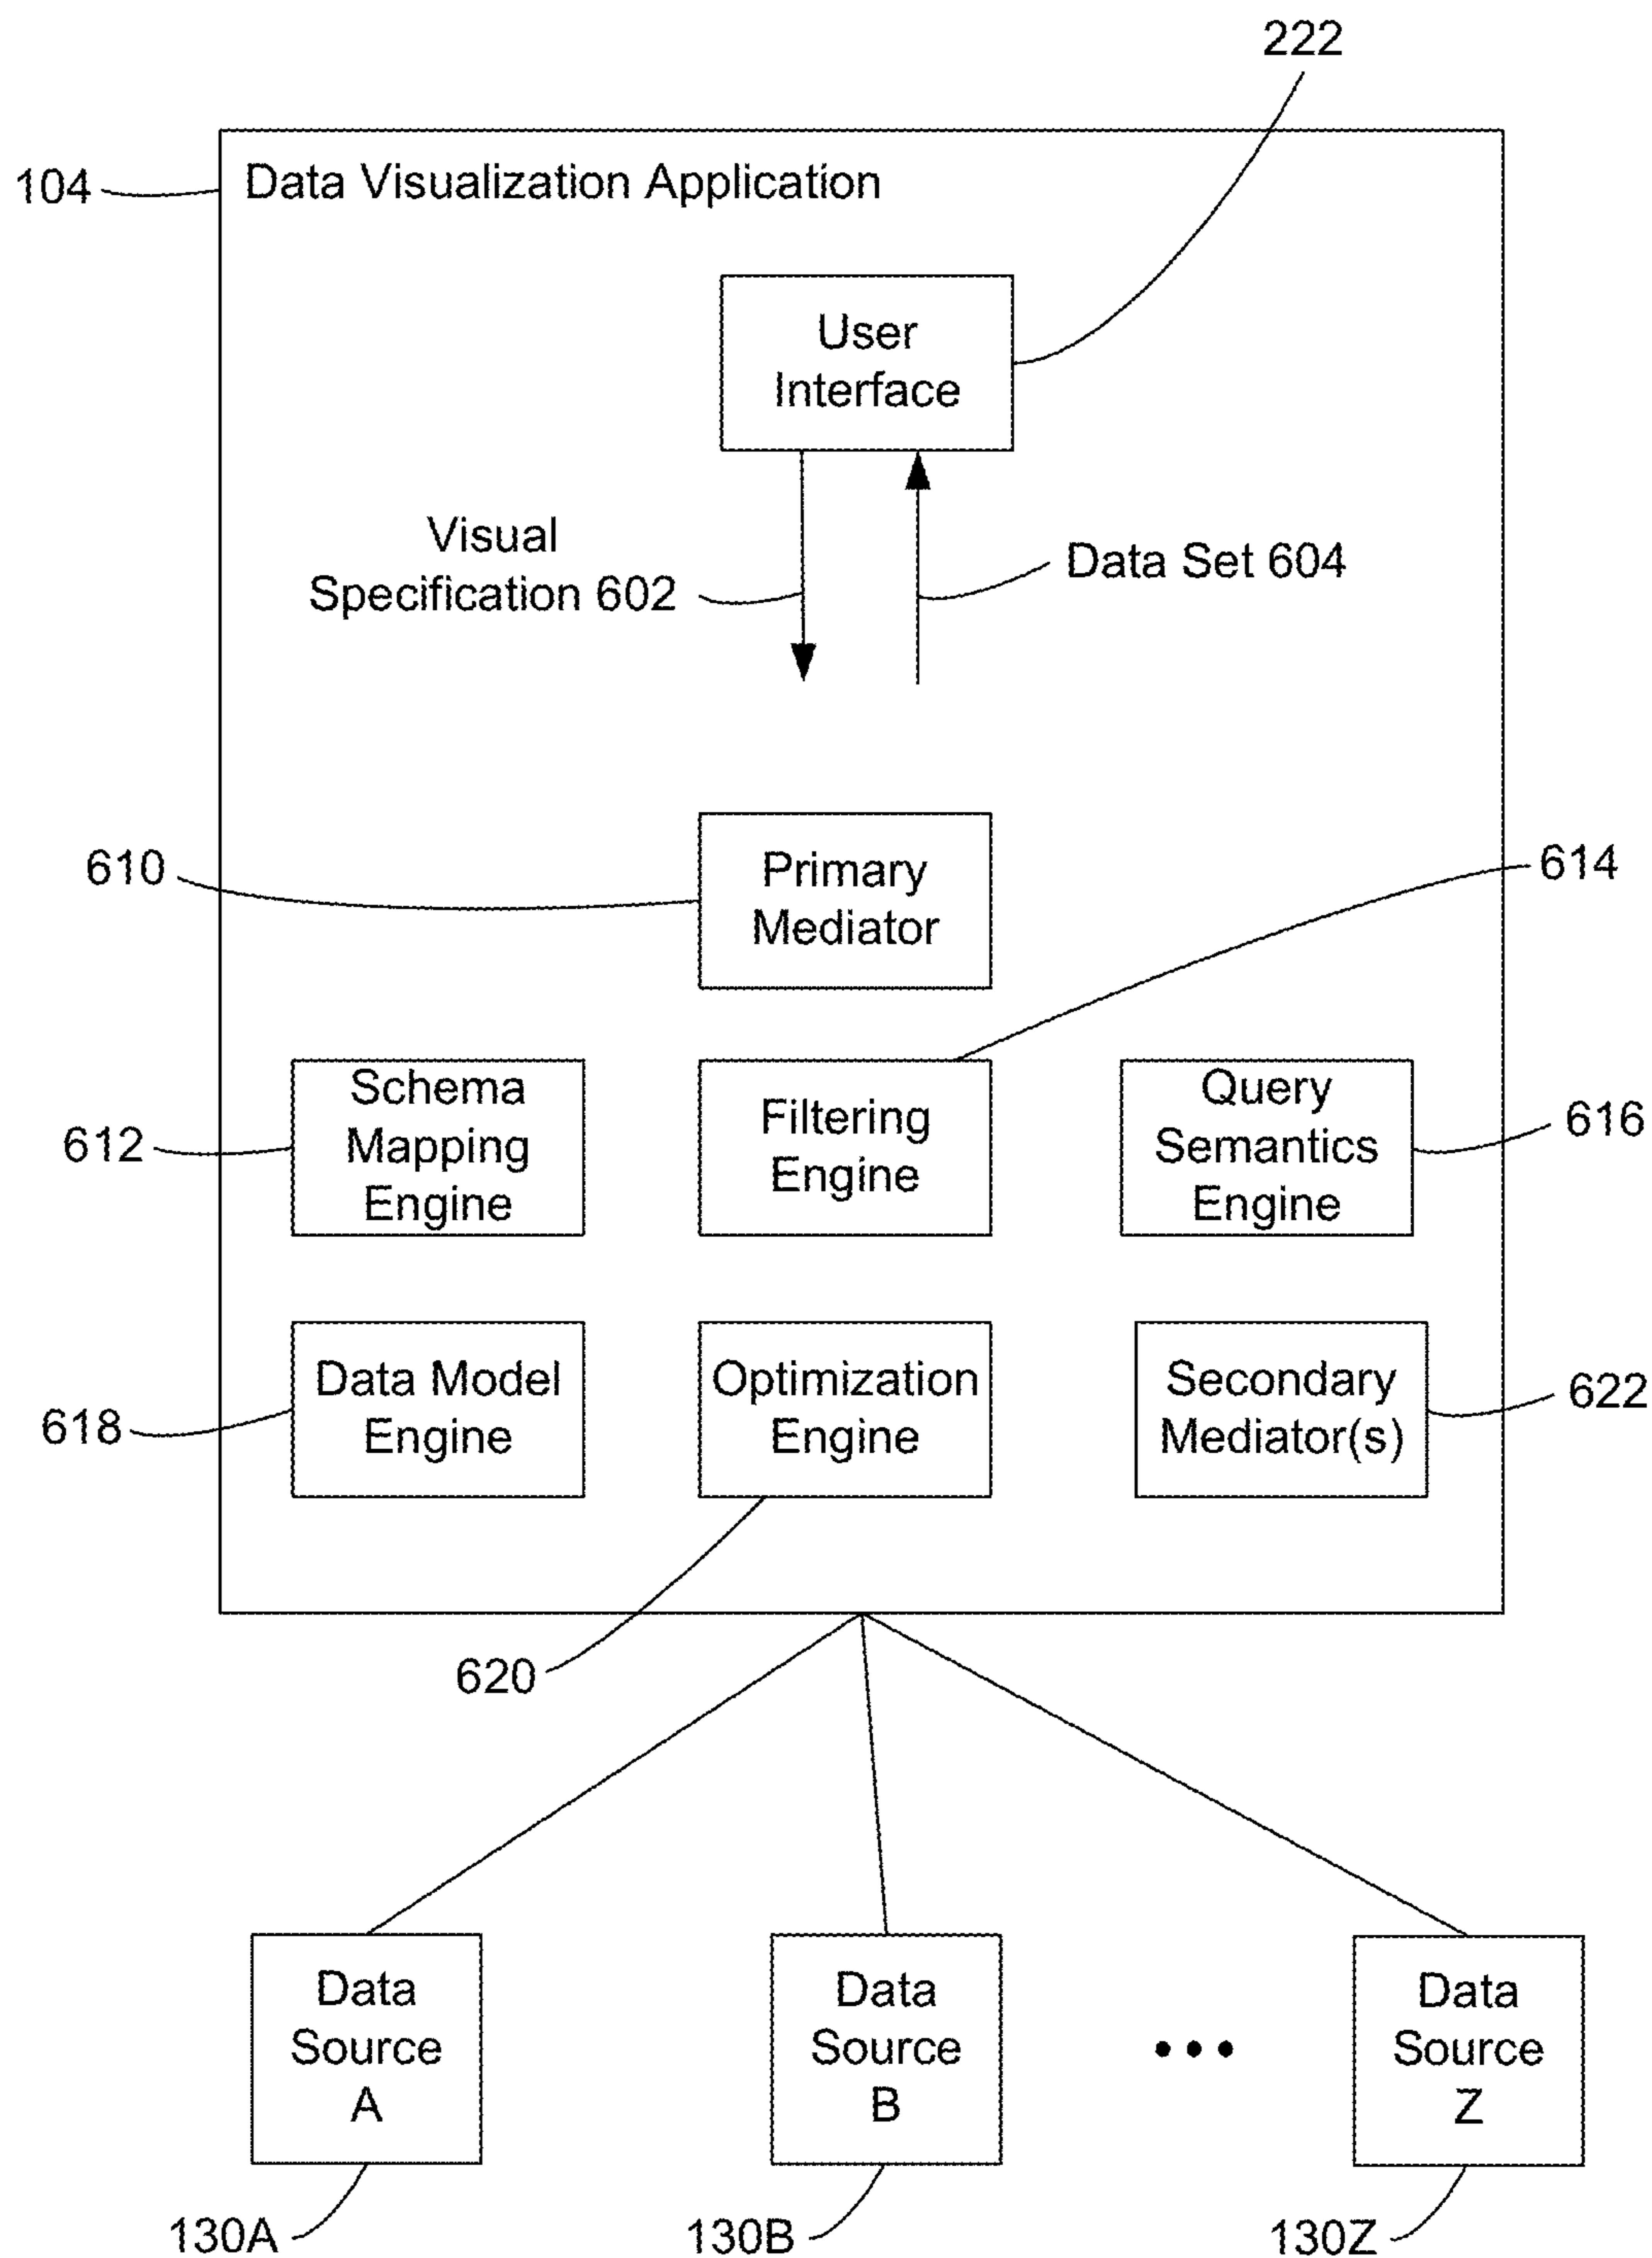 222
104
Data Visualization Application
User
Interface
Visual
Specification 602
Data Set 604
610
Primary
Mediator
614
612
Schema
Mapping
Engine
Filtering
Engine
Query
Semantics
Engine
616
618
Data Model
Engine
Optimization
Engine
Secondary
Mediator(s)
622
620
Data
Source
A
Data
Source
B
•••
Data
Source
Z
130A
130B
130Z